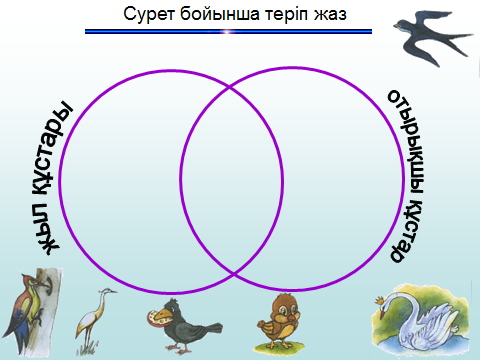 Сурет бойынша теріп жаз
жыл құстары
отырықшы құстар